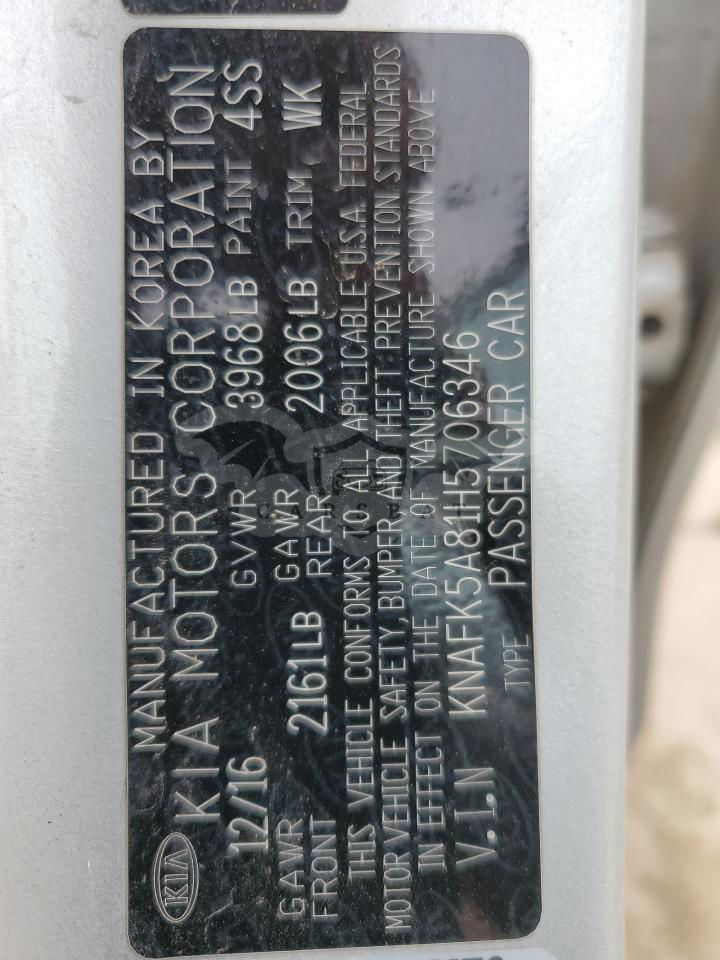 MANUFACTURED IN KOREA BY
KIA KIA MOTORS CORPORATION
12/16 GVWR 3968LB PAINT 4SS
GAWR FRONT 2161LB GAWR REAR 2006LB TRIM WK
THIS VEHICLE CONFORMS TO ALL APPLICABLE U.S.A. FEDERAL
MOTOR VEHICLE SAFETY, BUMPER, AND THEFT PREVENTION STANDARDS
IN EFFECT ON THE DATE OF MANUFACTURE SHOWN ABOVE
V.I.N KNAFK5A81H5706346
TYPE PASSENGER CAR